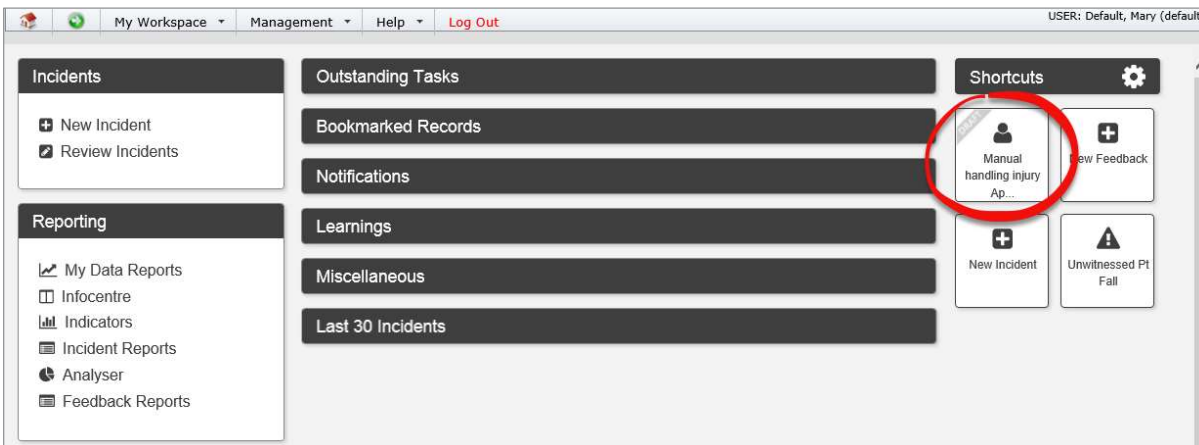 My Workspace Management Help Log Out USER: Default, Mary (default
Incidents
New Incident
Review Incidents
Reporting
My Data Reports
Infocentre
Indicators
Incident Reports
Analyser
Feedback Reports
Outstanding Tasks
Bookmarked Records
Notifications
Learnings
Miscellaneous
Last 30 Incidents
Shortcuts
DRAFT
Manual
handling injury
Ap...
New Feedback
New Incident
Unwitnessed Pt
Fall